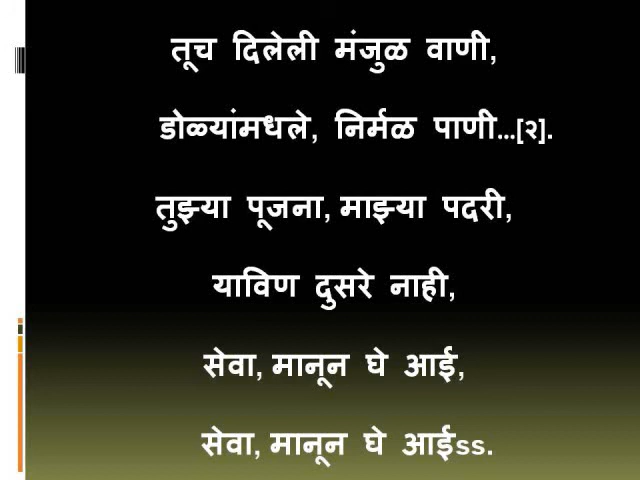 तूच दिलेली मंजुळ वाणी,
डोळ्यांमधले, निर्मळ पाणी...[२].
तुझ्या पूजना, माझ्या पदरी,
याविण दुसरे नाही,
सेवा, मानून घे आई,
सेवा, मानून घे आईss.